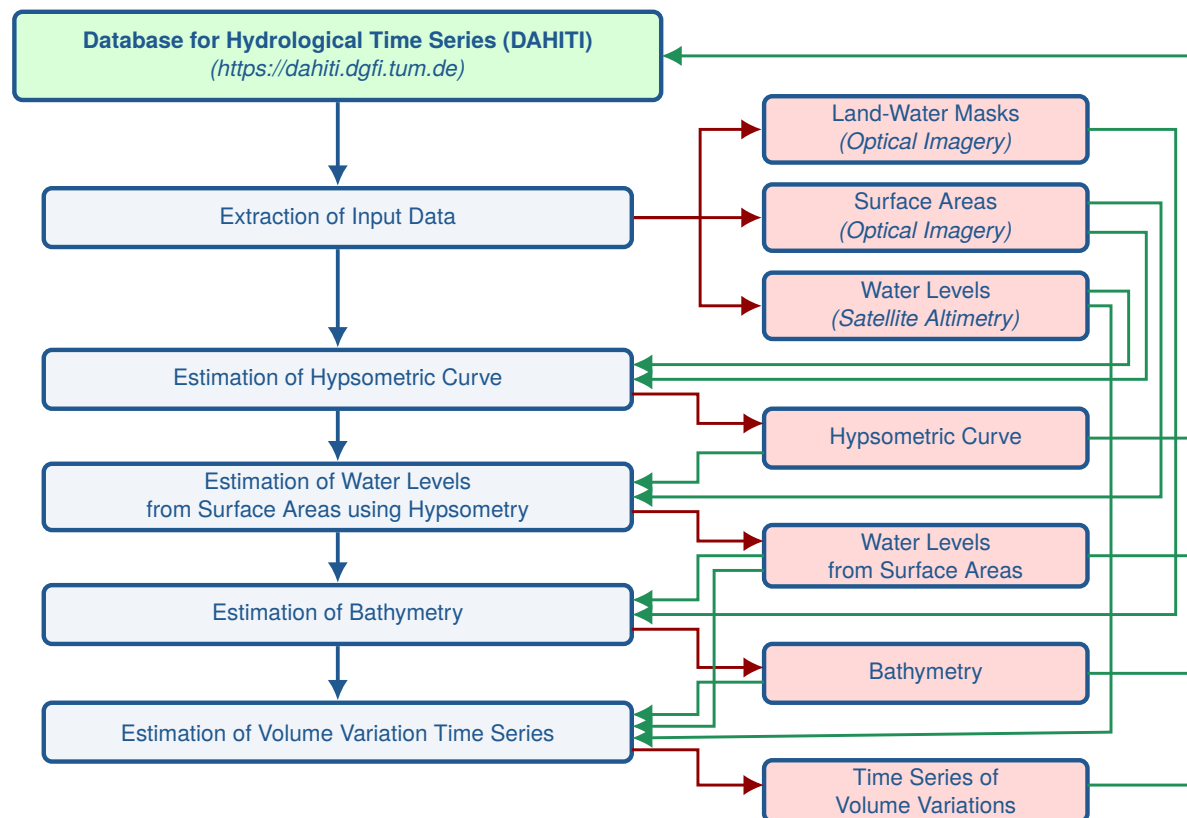 Database for Hydrological Time Series (DAHITI)
(https://dahiti.dgfi.tum.de)
Land-Water Masks
(Optical Imagery)
Extraction of Input Data
Surface Areas
(Optical Imagery)
Water Levels
(Satellite Altimetry)
Estimation of Hypsometric Curve
Hypsometric Curve
Estimation of Water Levels
from Surface Areas using Hypsometry
Water Levels
from Surface Areas
Estimation of Bathymetry
Bathymetry
Estimation of Volume Variation Time Series
Time Series of
Volume Variations